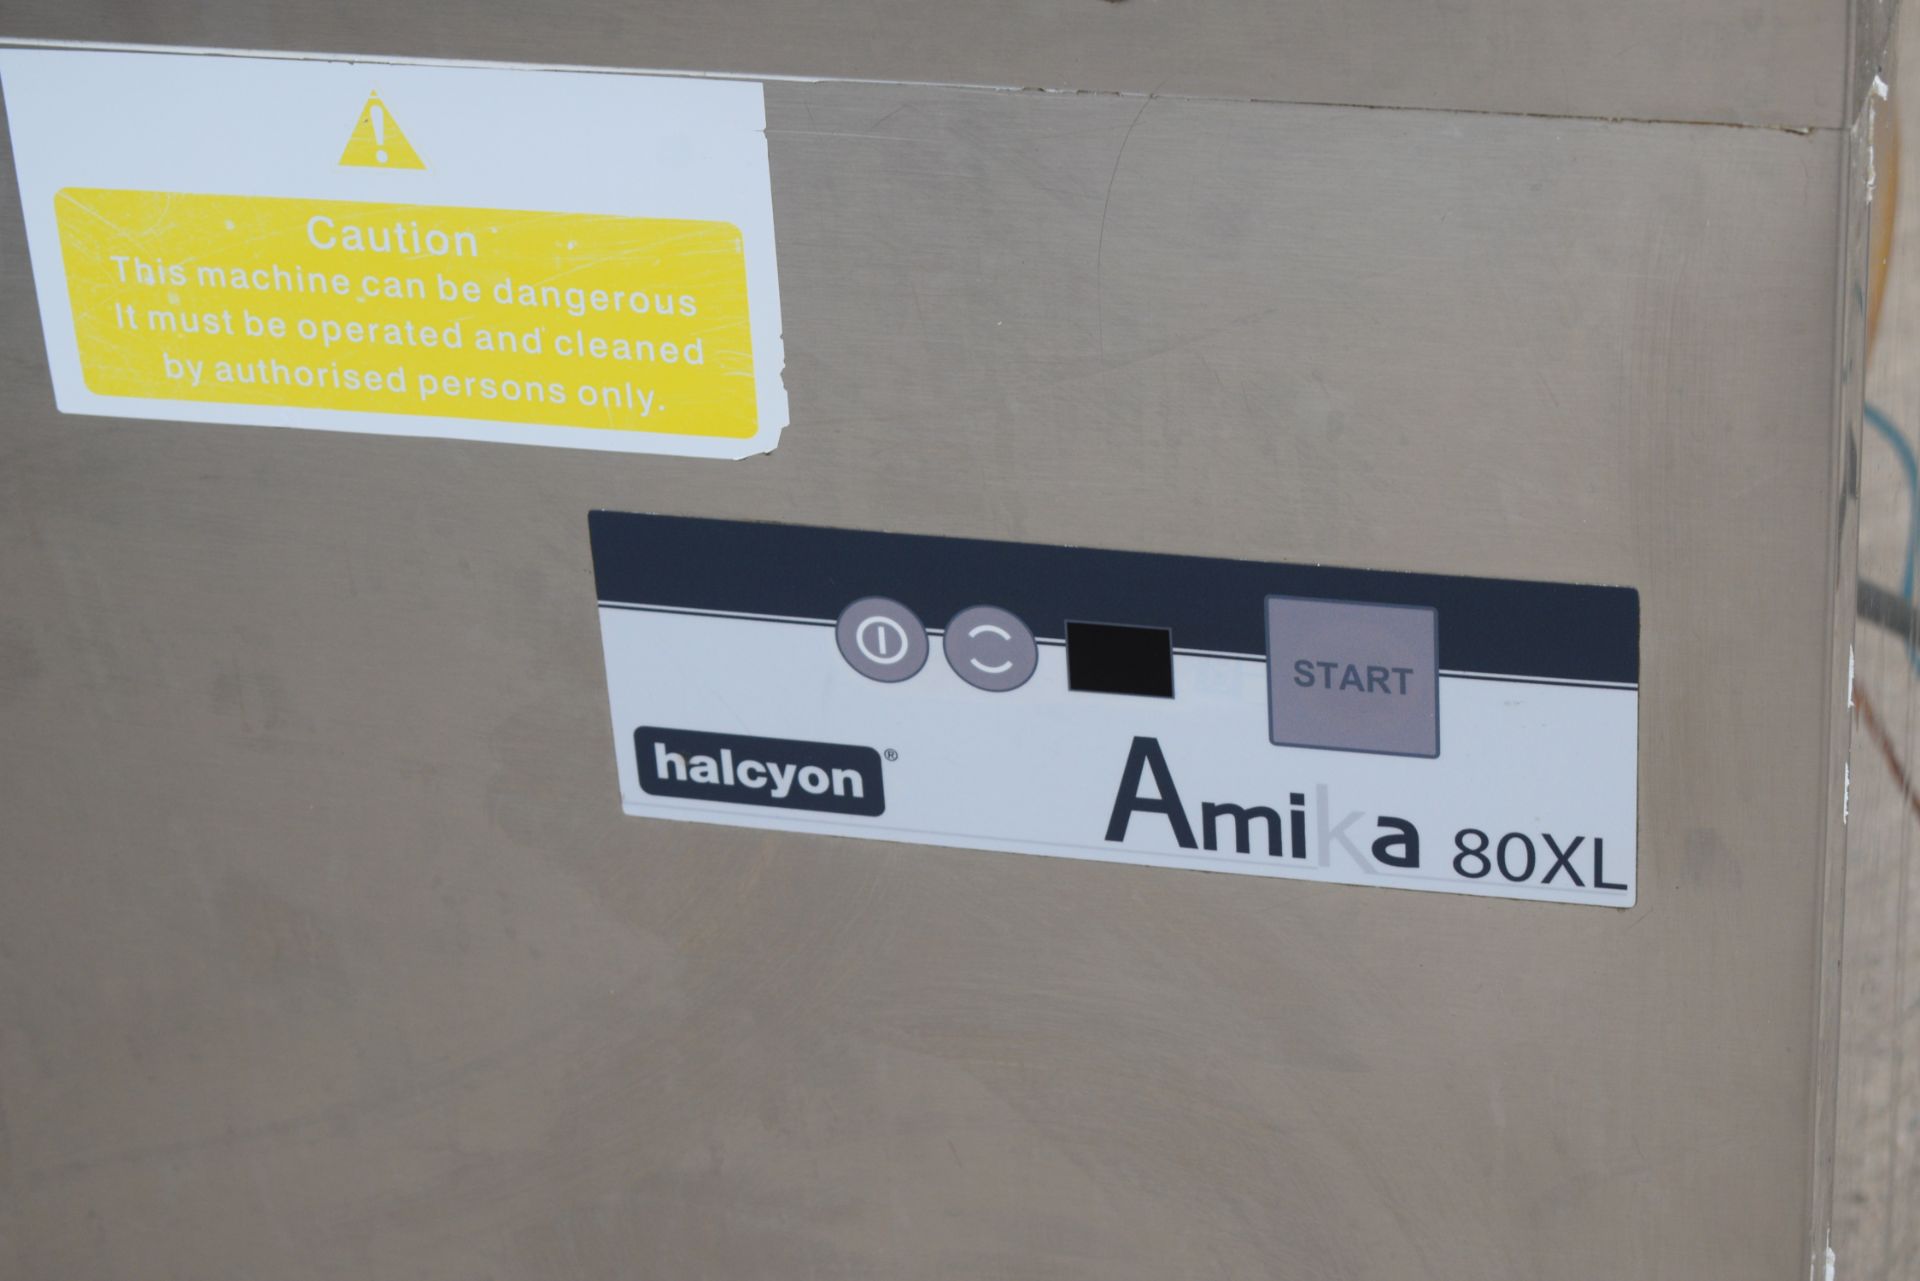 Caution
This machine can be dangerous
It must be operated and cleaned
by authorised persons only.
START
halcyon®
Amika 80XL